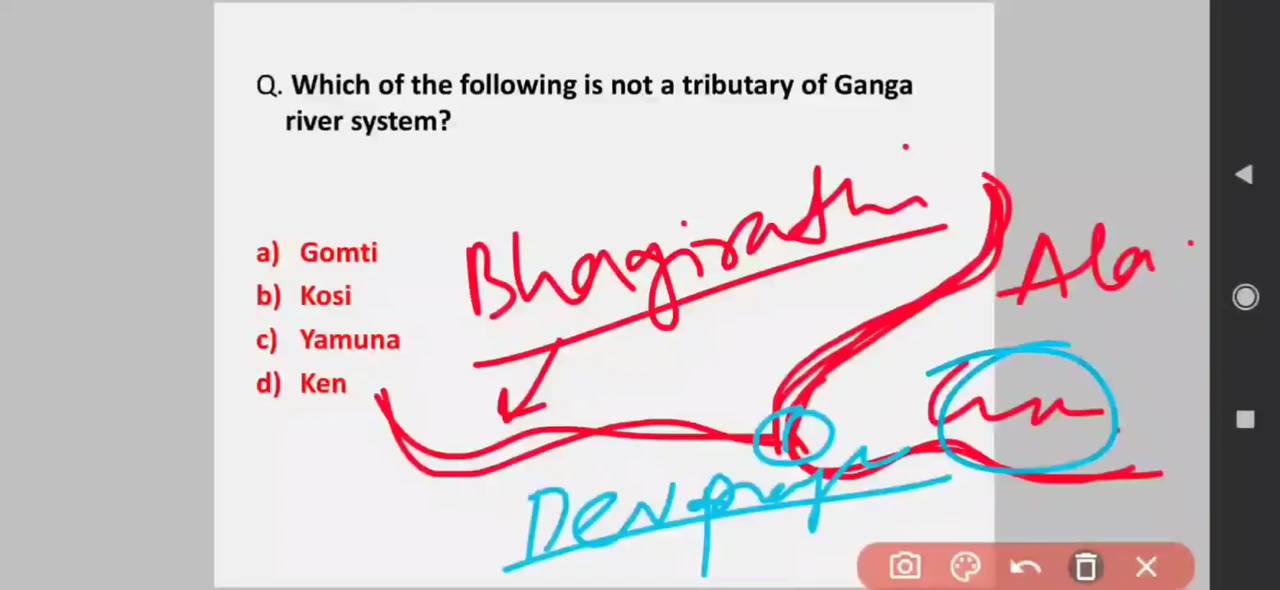 Q. Which of the following is not a tributary of Ganga
river system?
a) Gomti
b) Kosi
c) Yamuna
d) Ken
Bhagirathi
Ala